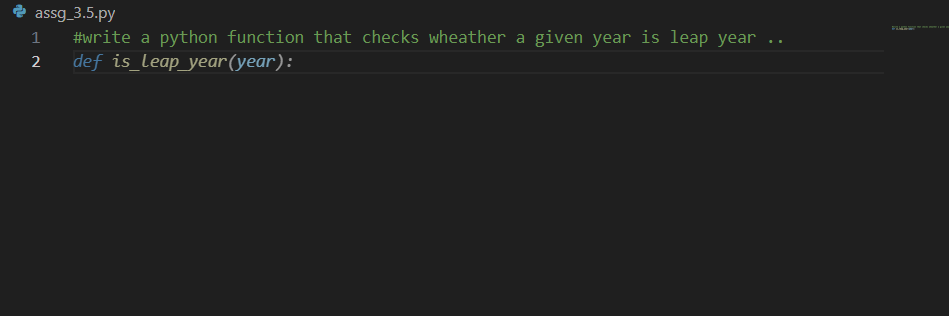 assg_3.5.py
1 #write a python function that checks wheather a given year is leap year ..
2 def is_leap_year(year):